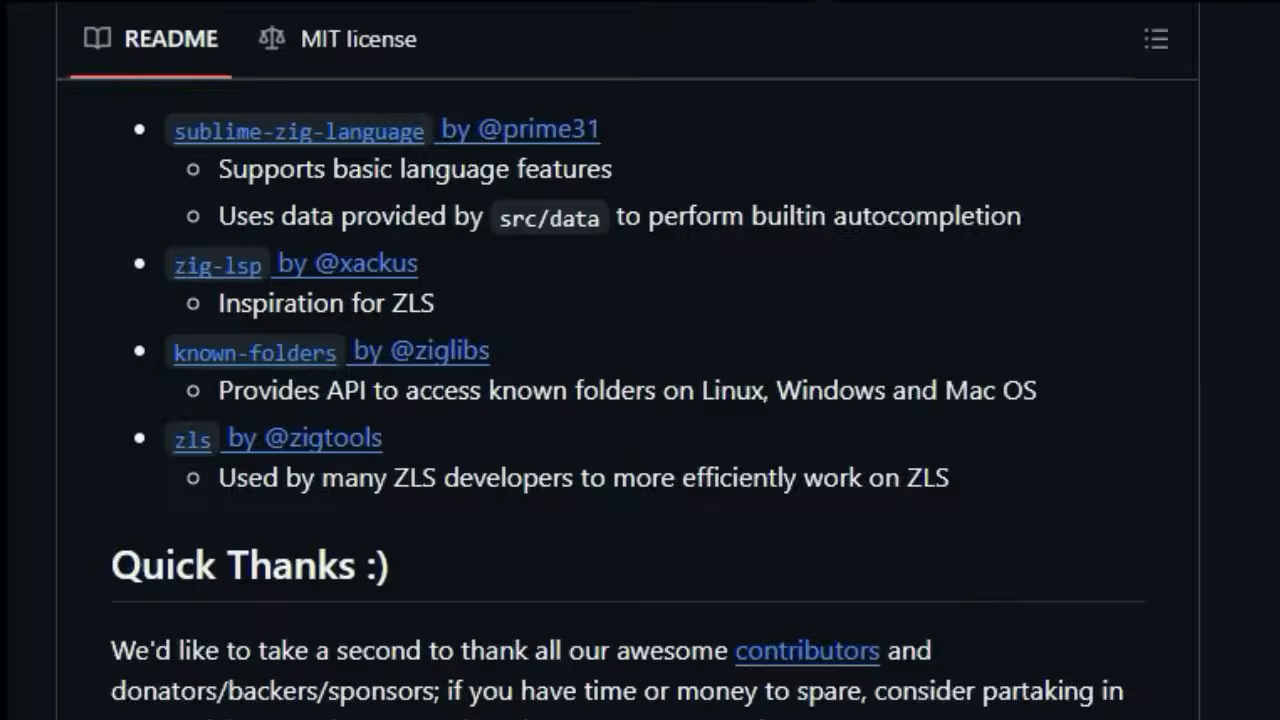 README MIT license
sublime-zig-language by @prime31
Supports basic language features
Uses data provided by src/data to perform builtin autocompletion
zig-lsp by @xackus
Inspiration for ZLS
known-folders by @ziglibs
Provides API to access known folders on Linux, Windows and Mac OS
zls by @zigtools
Used by many ZLS developers to more efficiently work on ZLS
Quick Thanks :)
We'd like to take a second to thank all our awesome contributors and
donators/backers/sponsors; if you have time or money to spare, consider partaking in